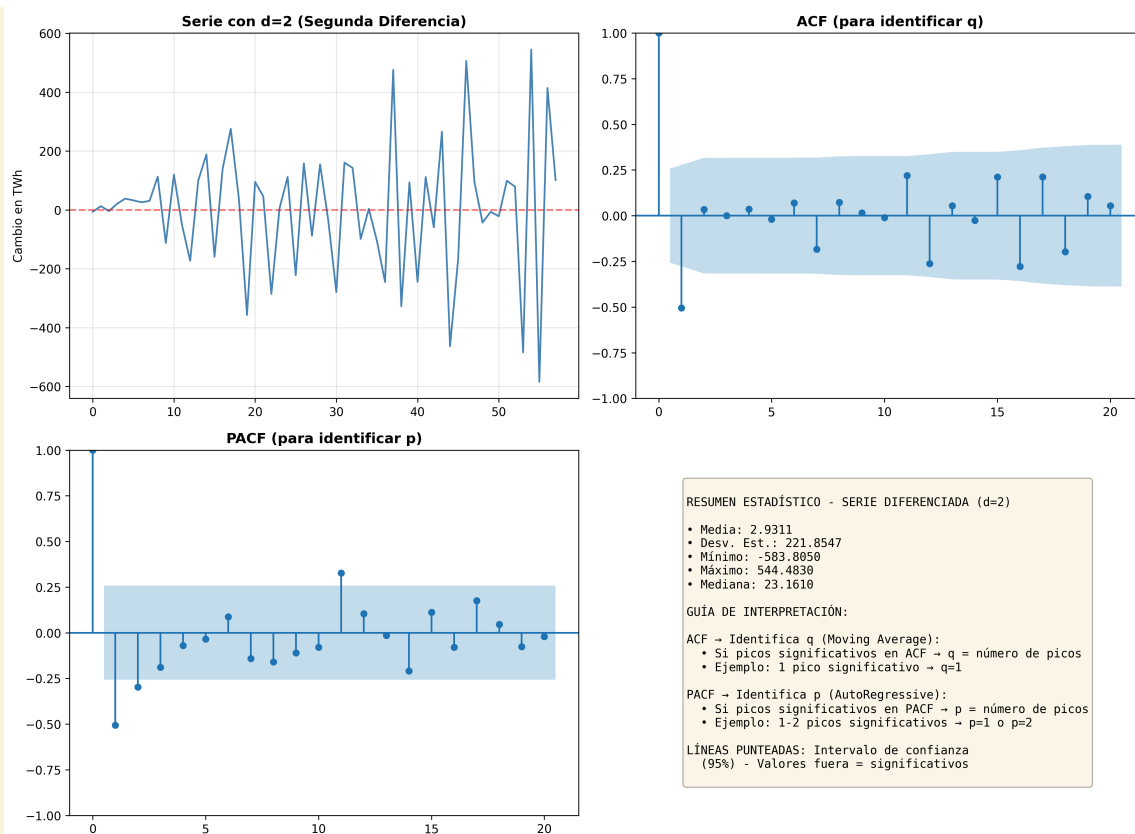 Serie con d=2 (Segunda Diferencia)
Cambio en TWh
600
400
200
0
−200
−400
−600
0
10
20
30
40
50
ACF (para identificar q)
1.00
0.75
0.50
0.25
0.00
−0.25
−0.50
−0.75
−1.00
0
5
10
15
20
PACF (para identificar p)
1.00
0.75
0.50
0.25
0.00
−0.25
−0.50
−0.75
−1.00
0
5
10
15
20
RESUMEN ESTADÍSTICO - SERIE DIFERENCIADA (d=2)
• Media: 2.9311
• Desv. Est.: 221.8547
• Mínimo: -583.8050
• Máximo: 544.4830
• Mediana: 23.1610
GUÍA DE INTERPRETACIÓN:
ACF → Identifica q (Moving Average):
• Si picos significativos en ACF → q = número de picos
• Ejemplo: 1 pico significativo → q=1
PACF → Identifica p (AutoRegressive):
• Si picos significativos en PACF → p = número de picos
• Ejemplo: 1-2 picos significativos → p=1 o p=2
LÍNEAS PUNTEADAS: Intervalo de confianza
(95%) - Valores fuera = significativos